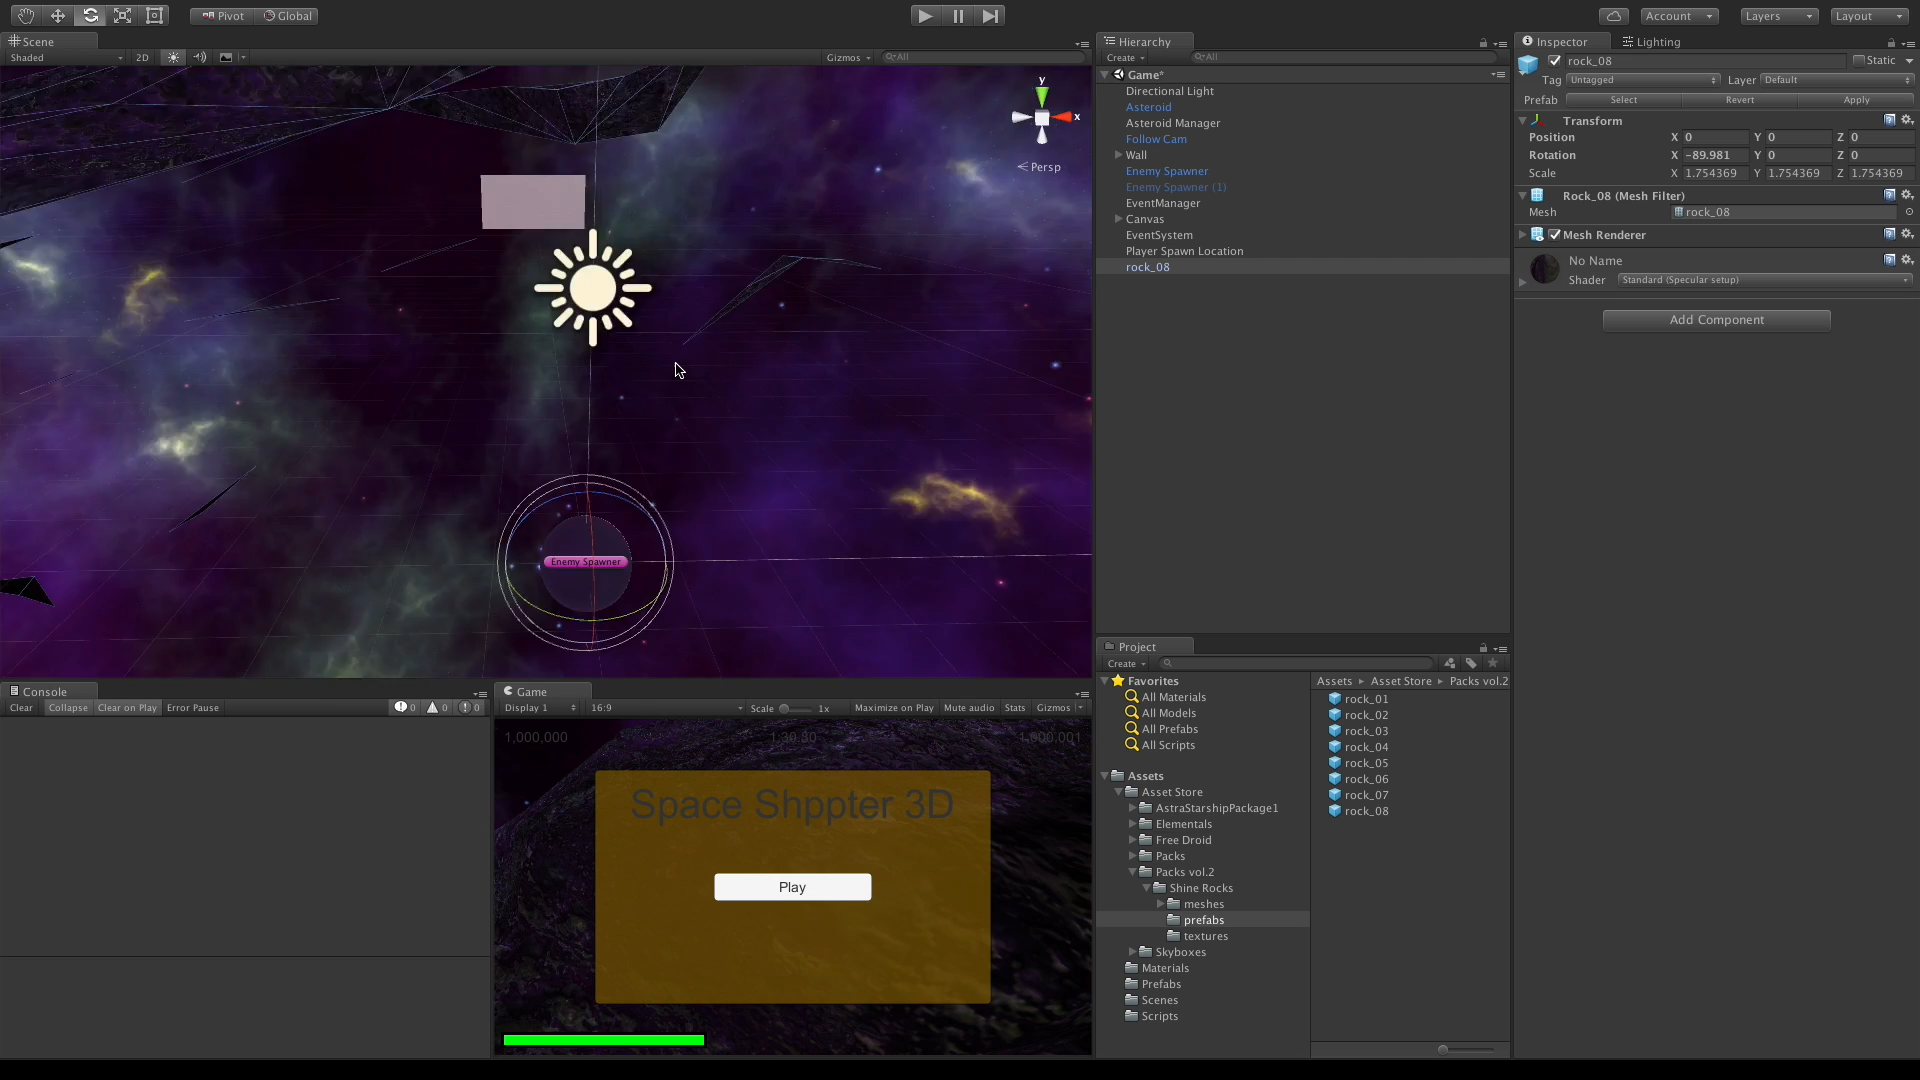 Pivot Global Account Layers Layout
Scene
Shaded 2D Gizmos All
y
x
Persp
Enemy Spawner
Hierarchy
Create All
Game*
Directional Light
Asteroid
Asteroid Manager
Follow Cam
Wall
Enemy Spawner
Enemy Spawner (1)
EventManager
Canvas
EventSystem
Player Spawn Location
rock_08
Inspector Lighting
rock_08 Static
Tag Untagged Layer Default
Prefab Select Revert Apply
Transform
Position X 0 Y 0 Z 0
Rotation X -89.981 Y 0 Z 0
Scale X 1.754369 Y 1.754369 Z 1.754369
Rock_08 (Mesh Filter)
Mesh rock_08
Mesh Renderer
No Name
Shader Standard (Specular setup)
Add Component
Console
Clear Collapse Clear on Play Error Pause 0 0 0
Game
Display 1 16:9 Scale 1x Maximize on Play Mute audio Stats Gizmos
1,000,000 1:39.30 1,000,001
Space Shppter 3D
Play
Project
Create
Favorites
All Materials
All Models
All Prefabs
All Scripts
Assets
Asset Store
AstraStarshipPackage1
Elementals
Free Droid
Packs
Packs vol.2
Shine Rocks
meshes
prefabs
textures
Skyboxes
Materials
Prefabs
Scenes
Scripts
Assets Asset Store Packs vol.2
rock_01
rock_02
rock_03
rock_04
rock_05
rock_06
rock_07
rock_08